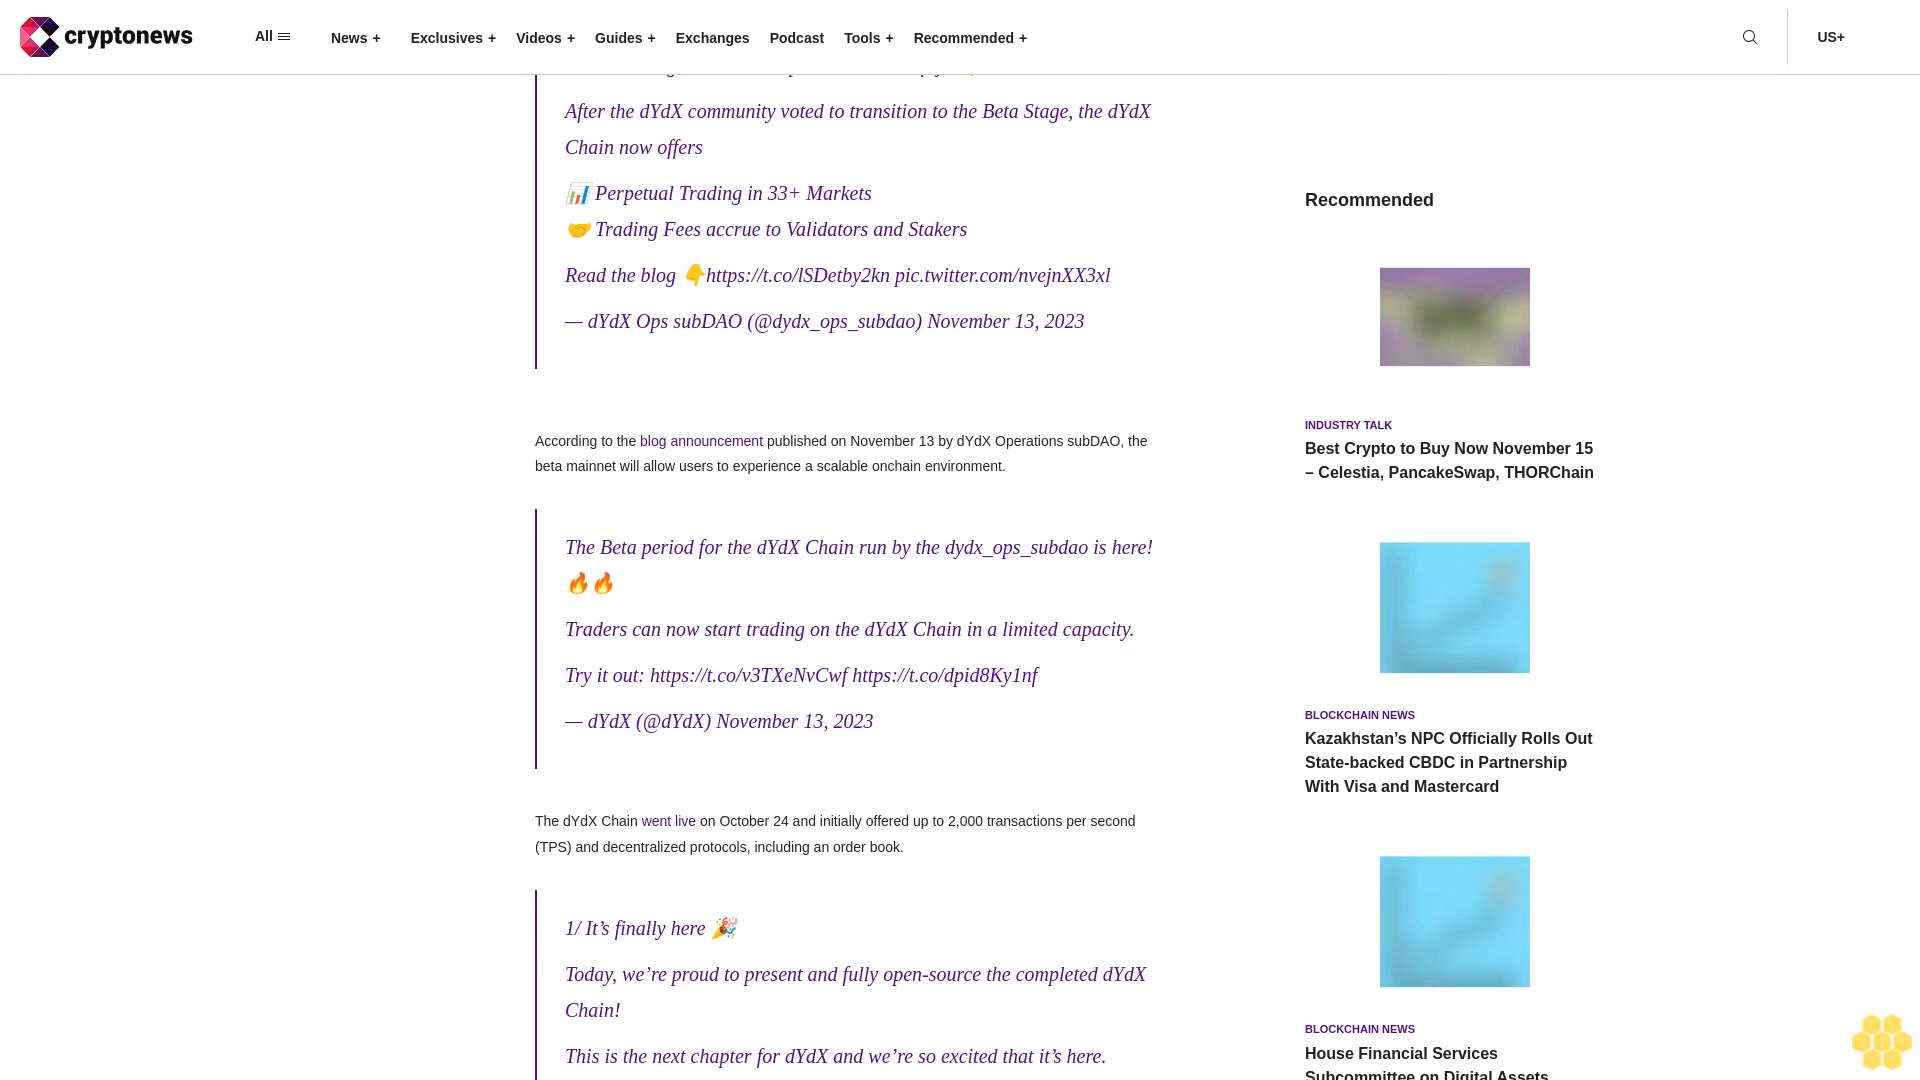 cryptonews
All
News +
Exclusives +
Videos +
Guides +
Exchanges
Podcast
Tools +
Recommended +
US+
After the dYdX community voted to transition to the Beta Stage, the dYdX
Chain now offers
📊 Perpetual Trading in 33+ Markets
🤝 Trading Fees accrue to Validators and Stakers
Read the blog 👇https://t.co/lSDetby2kn pic.twitter.com/nvejnXX3xl
— dYdX Ops subDAO (@dydx_ops_subdao) November 13, 2023
According to the blog announcement published on November 13 by dYdX Operations subDAO, the
beta mainnet will allow users to experience a scalable onchain environment.
The Beta period for the dYdX Chain run by the dydx_ops_subdao is here!
🔥🔥
Traders can now start trading on the dYdX Chain in a limited capacity.
Try it out: https://t.co/v3TXeNvCwf https://t.co/dpid8Ky1nf
— dYdX (@dYdX) November 13, 2023
The dYdX Chain went live on October 24 and initially offered up to 2,000 transactions per second
(TPS) and decentralized protocols, including an order book.
1/ It’s finally here 🎉
Today, we’re proud to present and fully open-source the completed dYdX
Chain!
This is the next chapter for dYdX and we’re so excited that it’s here.
Recommended
INDUSTRY TALK
Best Crypto to Buy Now November 15
– Celestia, PancakeSwap, THORChain
BLOCKCHAIN NEWS
Kazakhstan’s NPC Officially Rolls Out
State-backed CBDC in Partnership
With Visa and Mastercard
BLOCKCHAIN NEWS
House Financial Services
Subcommittee on Digital Assets